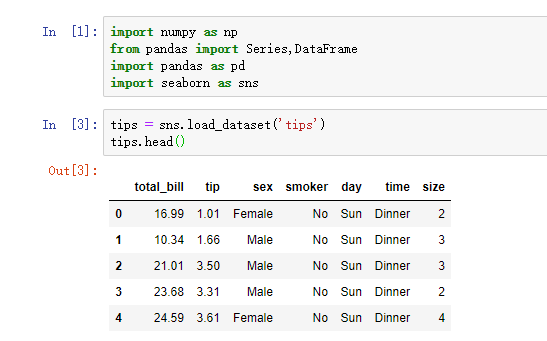 In [1]:
import numpy as np
from pandas import Series,DataFrame
import pandas as pd
import seaborn as sns
In [3]:
tips = sns.load_dataset('tips')
tips.head()
Out[3]:
total_bill tip sex smoker day time size
0 16.99 1.01 Female No Sun Dinner 2
1 10.34 1.66 Male No Sun Dinner 3
2 21.01 3.50 Male No Sun Dinner 3
3 23.68 3.31 Male No Sun Dinner 2
4 24.59 3.61 Female No Sun Dinner 4